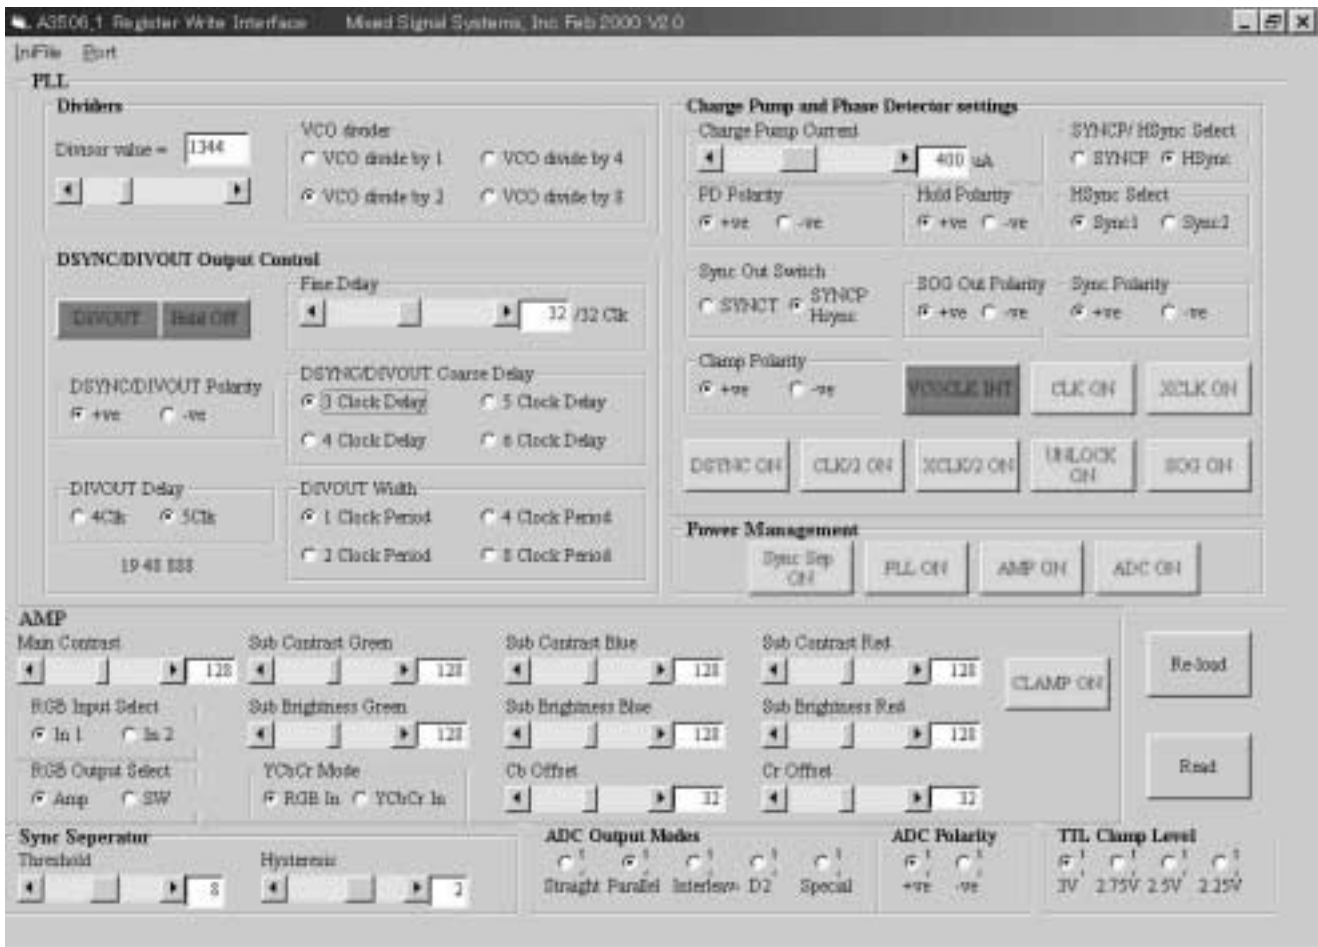 A3506,1 Register Write Interface Mixed Signal Systems, Inc. Feb 2000 V2.0
IniFile Port
PLL
Dividers
Divisor value = 1344
VCO divider
VCO divide by 1 VCO divide by 4
VCO divide by 2 VCO divide by 8
DSYNC/DIVOUT Output Control
DIVOUT Hold Off
Fine Delay
32 /32 Clk
DSYNC/DIVOUT Polarity
+ve -ve
DSYNC/DIVOUT Coarse Delay
3 Clock Delay 5 Clock Delay
4 Clock Delay 6 Clock Delay
DIVOUT Delay
4Clk 5Clk
19 48 888
DIVOUT Width
1 Clock Period 4 Clock Period
2 Clock Period 8 Clock Period
Charge Pump and Phase Detector settings
Charge Pump Current
400 uA
SYNCP/ HSync Select
SYNCP HSync
PD Polarity
+ve -ve
Hold Polarity
+ve -ve
HSync Select
Sync1 Sync2
Sync Out Switch
SYNCT SYNCP Hsync
SOG Out Polarity
+ve -ve
Sync Polarity
+ve -ve
Clamp Polarity
+ve -ve
VCOCLK INT CLK ON XCLK ON
DSYNC ON CLK/2 ON XCLK/2 ON UNLOCK ON SOG ON
Power Management
Sync Sep ON PLL ON AMP ON ADC ON
AMP
Main Contrast Sub Contrast Green Sub Contrast Blue Sub Contrast Red
128 128 128 128
CLAMP ON
Re-load
RGB Input Select
In 1 In 2
Sub Brightness Green Sub Brightness Blue Sub Brightness Red
128 128 128
RGB Output Select
Amp SW
YCbCr Mode
RGB In YCbCr In
Cb Offset Cr Offset
32 32
Read
Sync Seperator
Threshold Hysteresis
8 2
ADC Output Modes
Straight Parallel Interleav D2 Special
ADC Polarity
+ve -ve
TTL Clamp Level
3V 2.75V 2.5V 2.25V